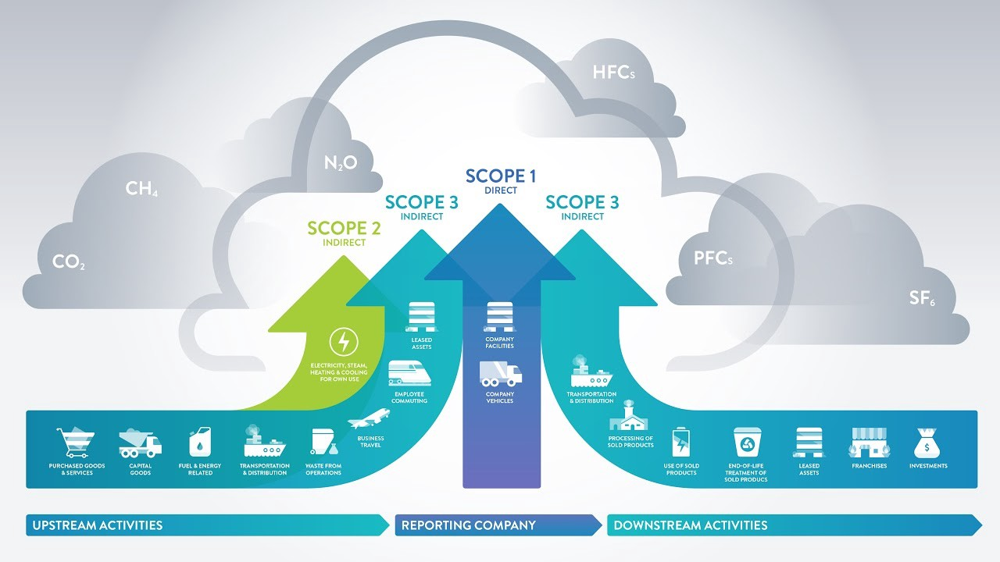 HFCs
N₂O
CH₄
CO₂
PFCs
SF₆
SCOPE 1
DIRECT
SCOPE 3
INDIRECT
SCOPE 3
INDIRECT
SCOPE 2
INDIRECT
ELECTRICITY, STEAM,
HEATING & COOLING
FOR OWN USE
LEASED
ASSETS
EMPLOYEE
COMMUTING
BUSINESS
TRAVEL
COMPANY
FACILITIES
COMPANY
VEHICLES
TRANSPORTATION
& DISTRIBUTION
PROCESSING OF
SOLD PRODUCTS
PURCHASED GOODS
& SERVICES
CAPITAL
GOODS
FUEL & ENERGY
RELATED
TRANSPORTATION
& DISTRIBUTION
WASTE FROM
OPERATIONS
USE OF SOLD
PRODUCTS
END-OF-LIFE
TREATMENT OF
SOLD PRODUCS
LEASED
ASSETS
FRANCHISES
$
INVESTMENTS
UPSTREAM ACTIVITIES
REPORTING COMPANY
DOWNSTREAM ACTIVITIES